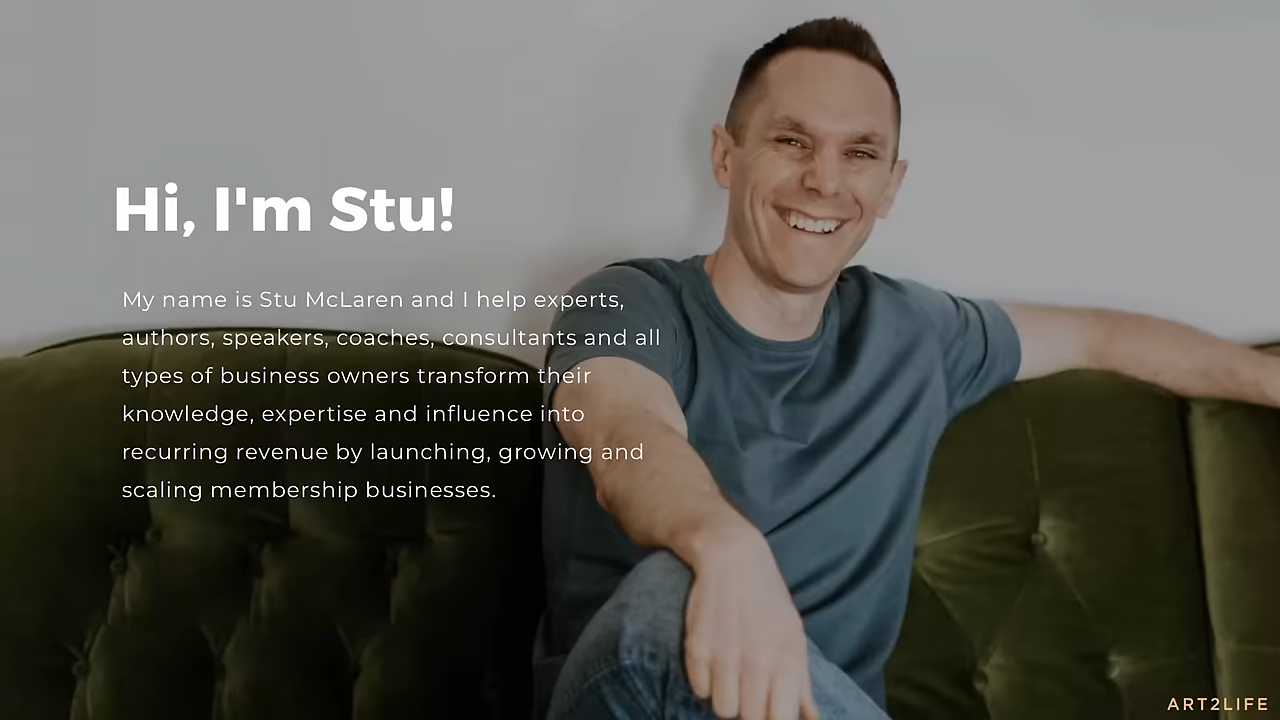 Hi, I'm Stu!
My name is Stu McLaren and I help experts,
authors, speakers, coaches, consultants and all
types of business owners transform their
knowledge, expertise and influence into
recurring revenue by launching, growing and
scaling membership businesses.
ART2LIFE